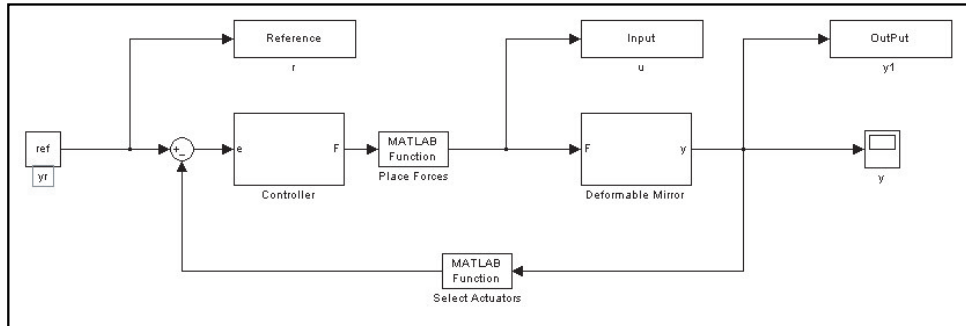 Reference
r
Input
u
OutPut
y1
ref
yr
+
-
e
F
Controller
MATLAB
Function
Place Forces
F
y
Deformable Mirror
y
MATLAB
Function
Select Actuators